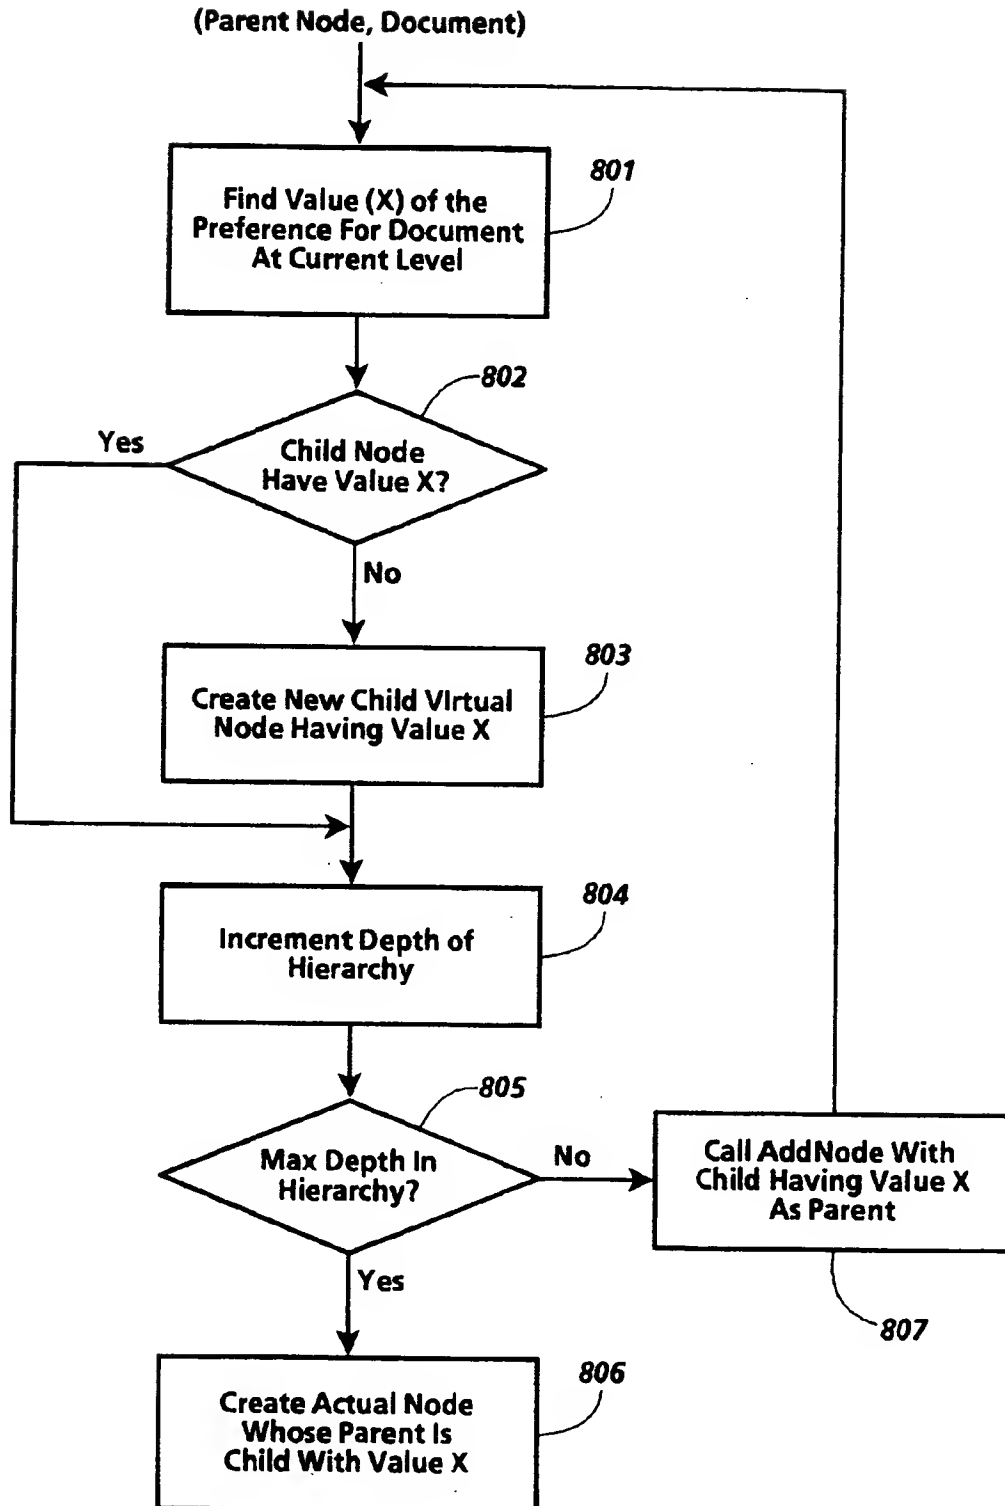 (Parent Node, Document)
801
Find Value (X) of the
Preference For Document
At Current Level
802
Yes
Child Node
Have Value X?
No
803
Create New Child VIrtual
Node Having Value X
804
Increment Depth of
Hierarchy
805
Max Depth In
Hierarchy?
No
Call AddNode With
Child Having Value X
As Parent
Yes
807
806
Create Actual Node
Whose Parent Is
Child With Value X